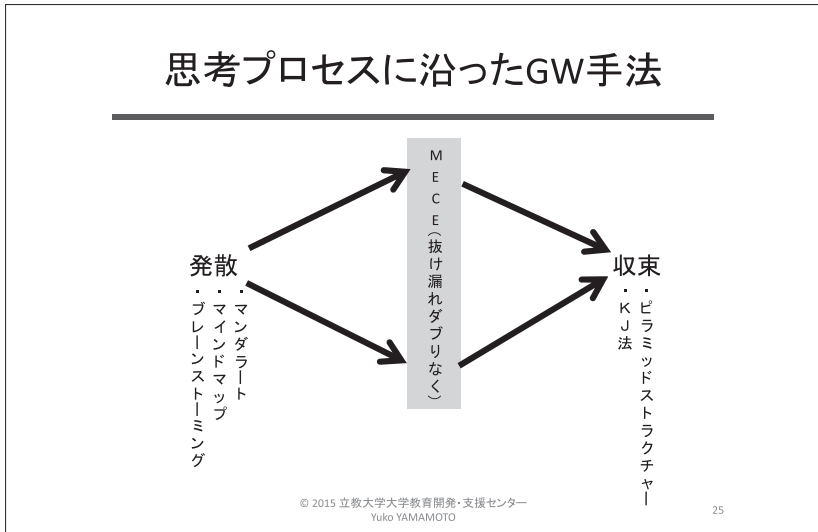 思考プロセスに沿ったGW手法
発散
・マンダラート
・マインドマップ
・ブレーンストーミング
MECE(抜け漏れダブりなく)
収束
・ピラミッドストラクチャー
・KJ法
© 2015 立教大学大学教育開発・支援センター
Yuko YAMAMOTO
25